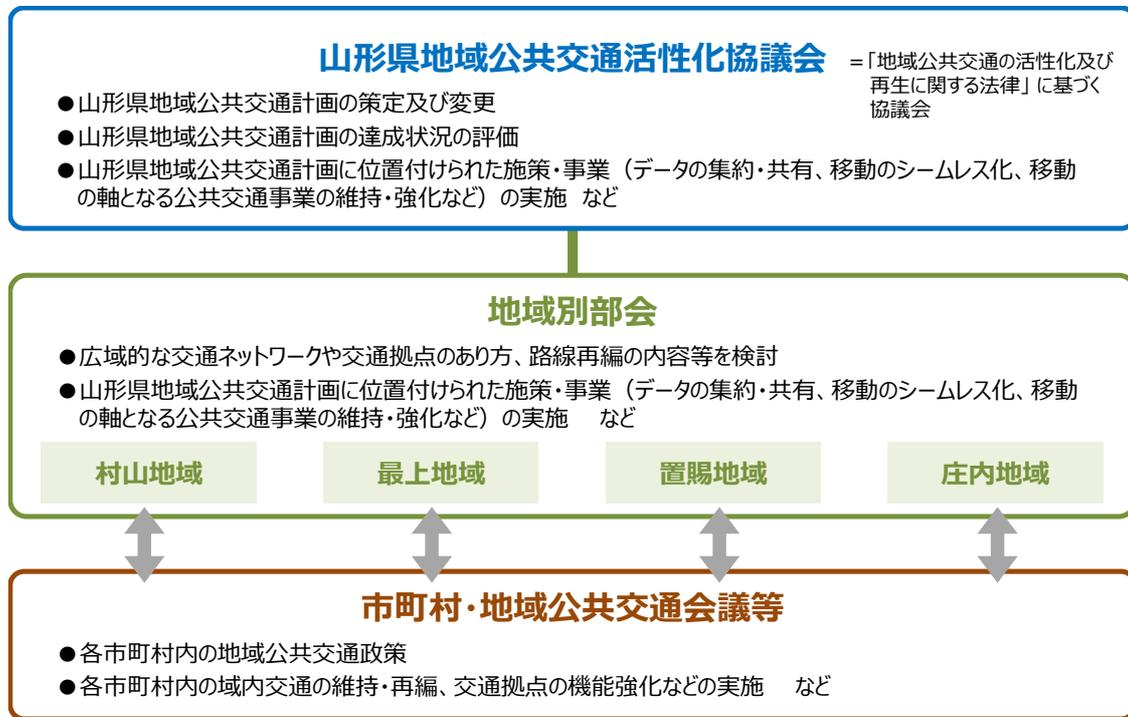 山形県地域公共交通活性化協議会
=「地域公共交通の活性化及び
再生に関する法律」に基づく
協議会
●山形県地域公共交通計画の策定及び変更
●山形県地域公共交通計画の達成状況の評価
●山形県地域公共交通計画に位置付けられた施策・事業（データの集約・共有、移動のシームレス化、移動
の軸となる公共交通事業の維持・強化など）の実施 など
地域別部会
●広域的な交通ネットワークや交通拠点のあり方、路線再編の内容等を検討
●山形県地域公共交通計画に位置付けられた施策・事業（データの集約・共有、移動のシームレス化、移動
の軸となる公共交通事業の維持・強化など）の実施 など
村山地域 最上地域 置賜地域 庄内地域
市町村・地域公共交通会議等
●各市町村内の地域公共交通政策
●各市町村内の域内交通の維持・再編、交通拠点の機能強化などの実施 など